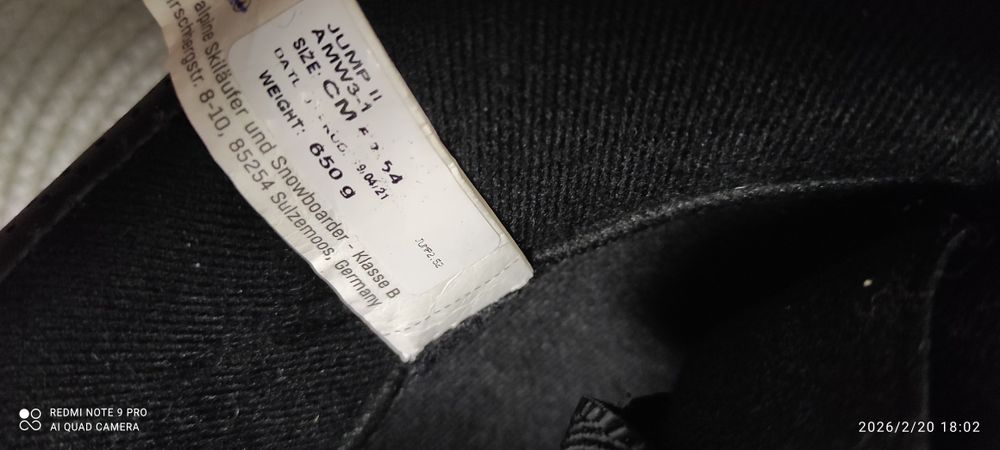 alpine Skiläufer und Snowboarder - Klasse B
8-10, 85254 Sulzemoos, Germany
JUMP II
AMW3-1
SIZE: CM 54
WEIGHT: 650 g
JUMP2.52
REDMI NOTE 9 PRO
AI QUAD CAMERA
2026/2/20 18:02